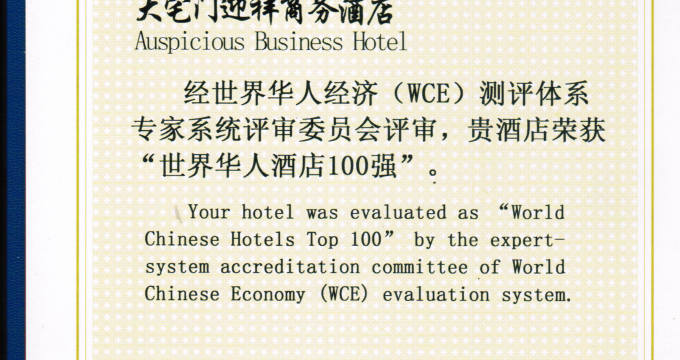 大宅门迎祥商务酒店
Auspicious Business Hotel
经世界华人经济（WCE）测评体系
专家系统评审委员会评审，贵酒店荣获
“世界华人酒店100强”。
Your hotel was evaluated as “World
Chinese Hotels Top 100” by the expert-
system accreditation committee of World
Chinese Economy (WCE) evaluation system.